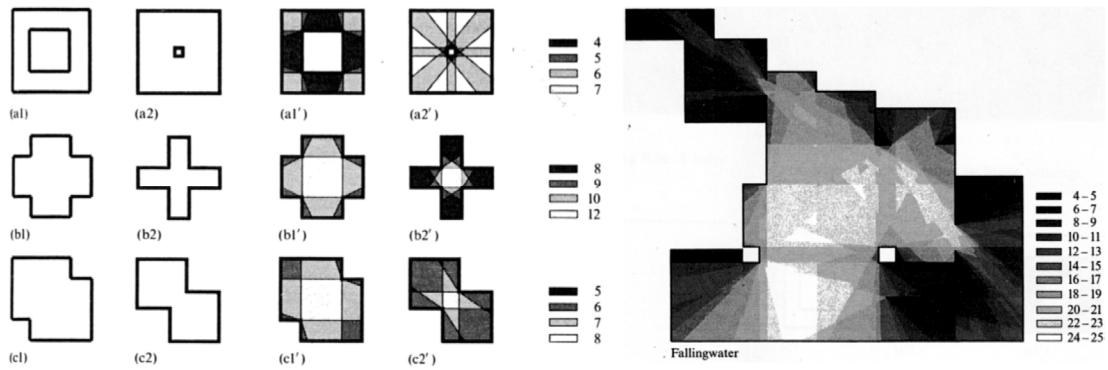 (a1)
(a2)
(a1')
(a2')
4
5
6
7
(b1)
(b2)
(b1')
(b2')
8
9
10
12
(c1)
(c2)
(c1')
(c2')
5
6
7
8
Fallingwater
4–5
6–7
8–9
10–11
12–13
14–15
16–17
18–19
20–21
22–23
24–25